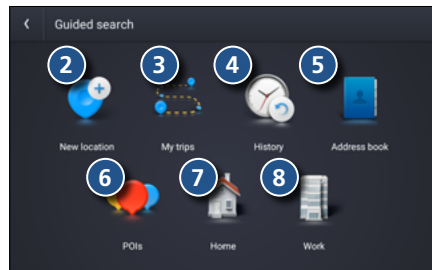 Guided search
2 3 4 5
New location My trips History Address book
6 7 8
POIs Home Work